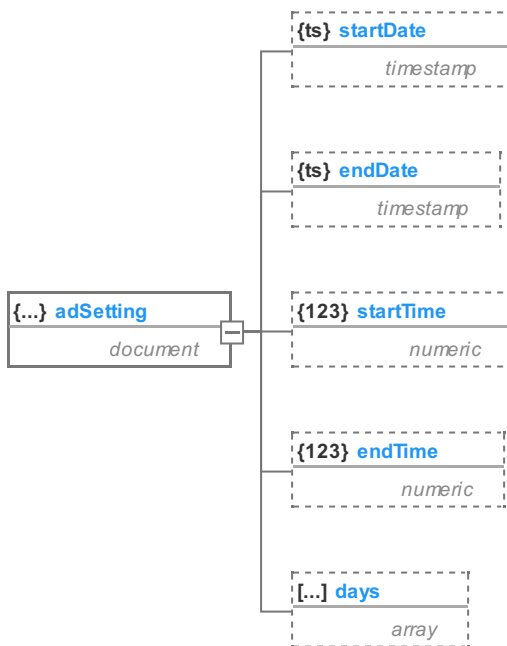 {ts} startDate
timestamp
{ts} endDate
timestamp
{...} adSetting
document
{123} startTime
numeric
{123} endTime
numeric
[...] days
array